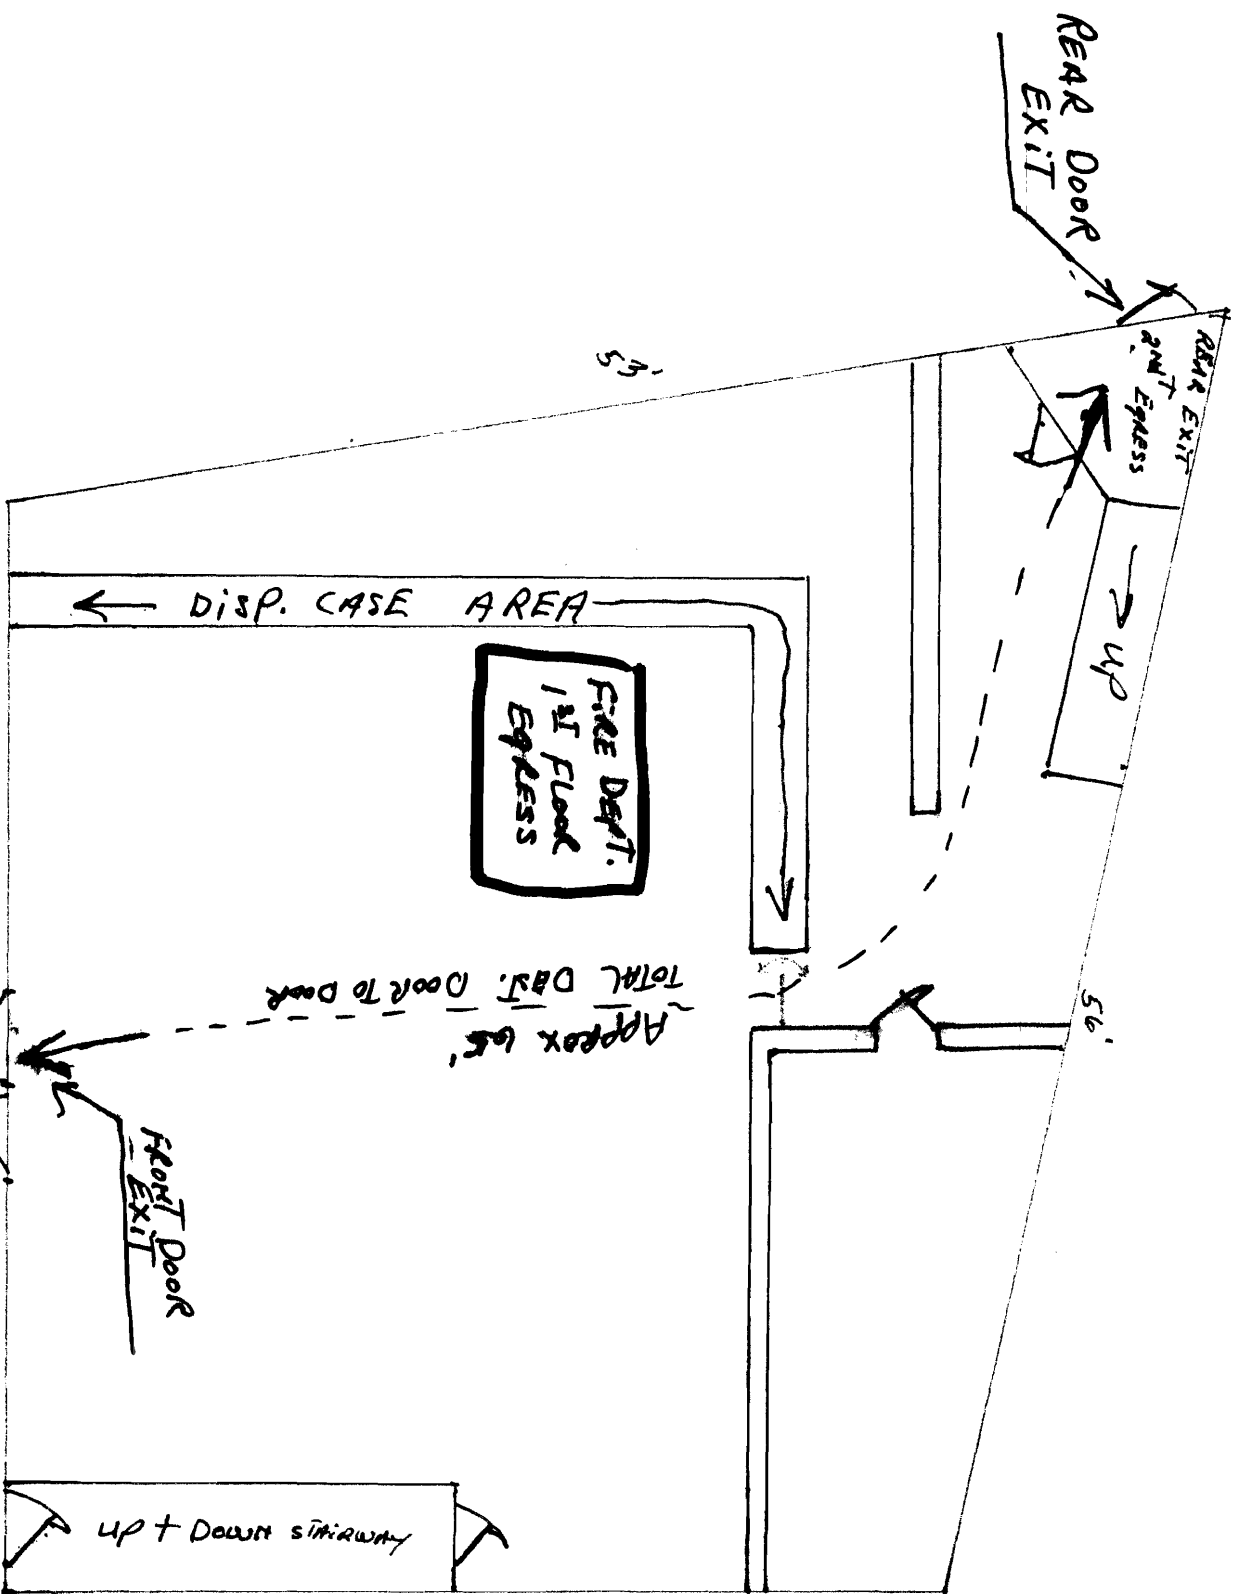 REAR DOOR
EXIT
REAR EXIT
2NT EGRESS
53'
UP
DISP. CASE AREA
FIRE DEPT.
1ST FLOOR
EGRESS
56'
APPROX 65'
TOTAL DIST. DOOR TO DOOR
FRONT DOOR
EXIT
UP + DOWN STAIRWAY